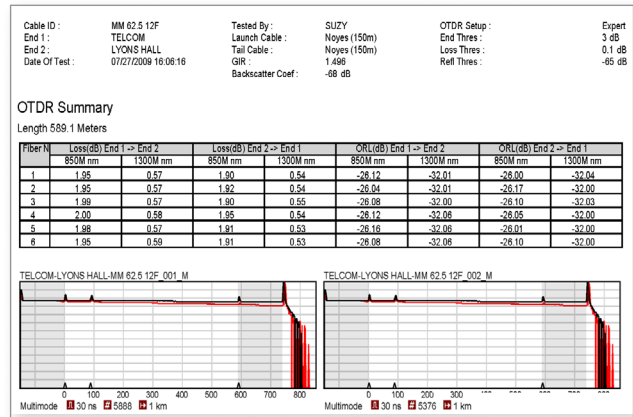 Cable ID : MM 62.5 12F Tested By : SUZY OTDR Setup : Expert
End 1 : TELCOM Launch Cable : Noyes (150m) End Thres : 3 dB
End 2 : LYONS HALL Tail Cable : Noyes (150m) Loss Thres : 0.1 dB
Date Of Test : 07/27/2009 16:06:16 GIR : 1.496 Refl Thres : -65 dB
Backscatter Coef : -68 dB
OTDR Summary
Length 589.1 Meters
Fiber N Loss(dB) End 1 -> End 2 Loss(dB) End 2 -> End 1 ORL(dB) End 1 -> End 2 ORL(dB) End 2 -> End 1
850M nm 1300M nm 850M nm 1300M nm 850M nm 1300M nm 850M nm 1300M nm
1 1.95 0.57 1.90 0.54 -26.12 -32.01 -26.00 -32.04
2 1.95 0.57 1.92 0.54 -26.04 -32.01 -26.17 -32.00
3 1.99 0.57 1.90 0.55 -26.08 -32.00 -26.10 -32.03
4 2.00 0.58 1.95 0.54 -26.12 -32.06 -26.05 -32.00
5 1.98 0.57 1.91 0.53 -26.16 -32.06 -26.01 -32.00
6 1.95 0.59 1.91 0.53 -26.08 -32.06 -26.10 -32.00
TELCOM-LYONS HALL-MM 62.5 12F_001_M TELCOM-LYONS HALL-MM 62.5 12F_002_M
0 100 200 300 400 500 600 700 800 0 100 200 300 400 500 600
Multimode 30 ns # 5888 1 km Multimode 30 ns # 5376 1 km